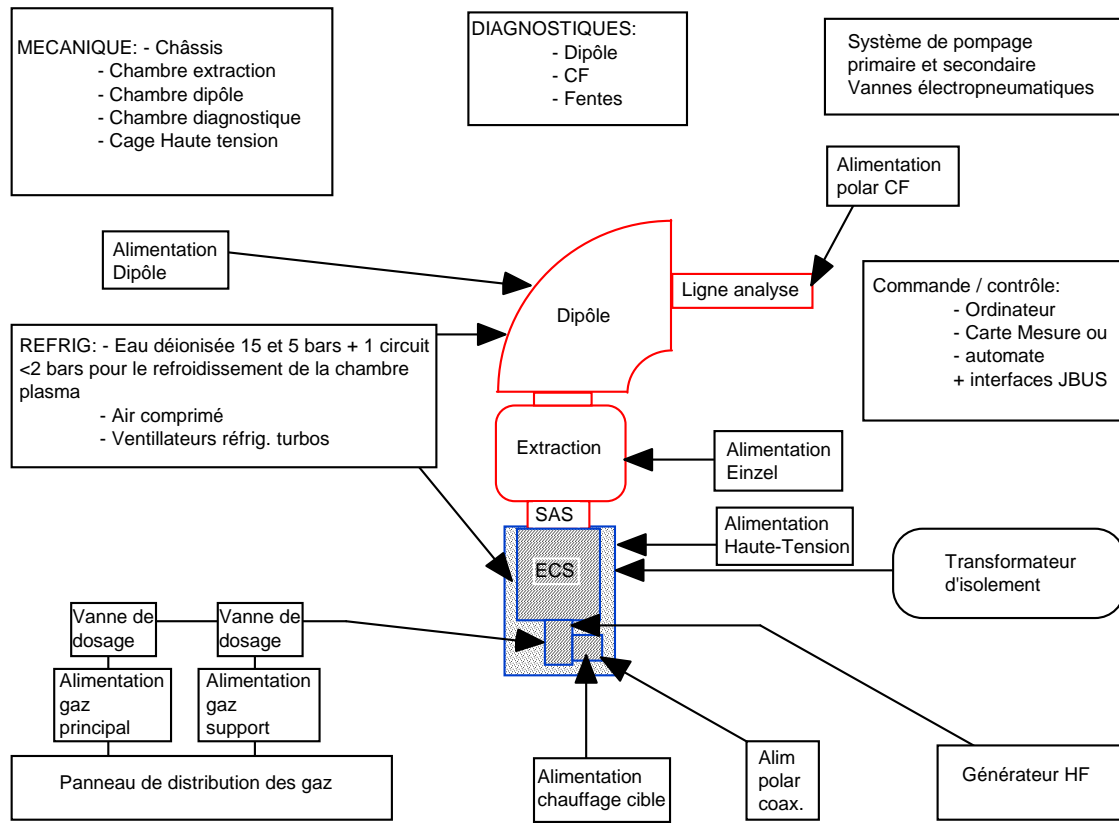 MECANIQUE: - Châssis
- Chambre extraction
- Chambre dipôle
- Chambre diagnostique
- Cage Haute tension
DIAGNOSTIQUES:
- Dipôle
- CF
- Fentes
Système de pompage
primaire et secondaire
Vannes électropneumatiques
Alimentation
polar CF
Alimentation
Dipôle
Dipôle
Ligne analyse
Commande / contrôle:
- Ordinateur
- Carte Mesure ou
- automate
+ interfaces JBUS
REFRIG: - Eau déionisée 15 et 5 bars + 1 circuit
<2 bars pour le refroidissement de la chambre
plasma
- Air comprimé
- Ventillateurs réfrig. turbos
Extraction
Alimentation
Einzel
SAS
Alimentation
Haute-Tension
ECS
Transformateur
d'isolement
Vanne de
dosage
Vanne de
dosage
Alimentation
gaz
principal
Alimentation
gaz
support
Panneau de distribution des gaz
Alimentation
chauffage cible
Alim
polar
coax.
Générateur HF